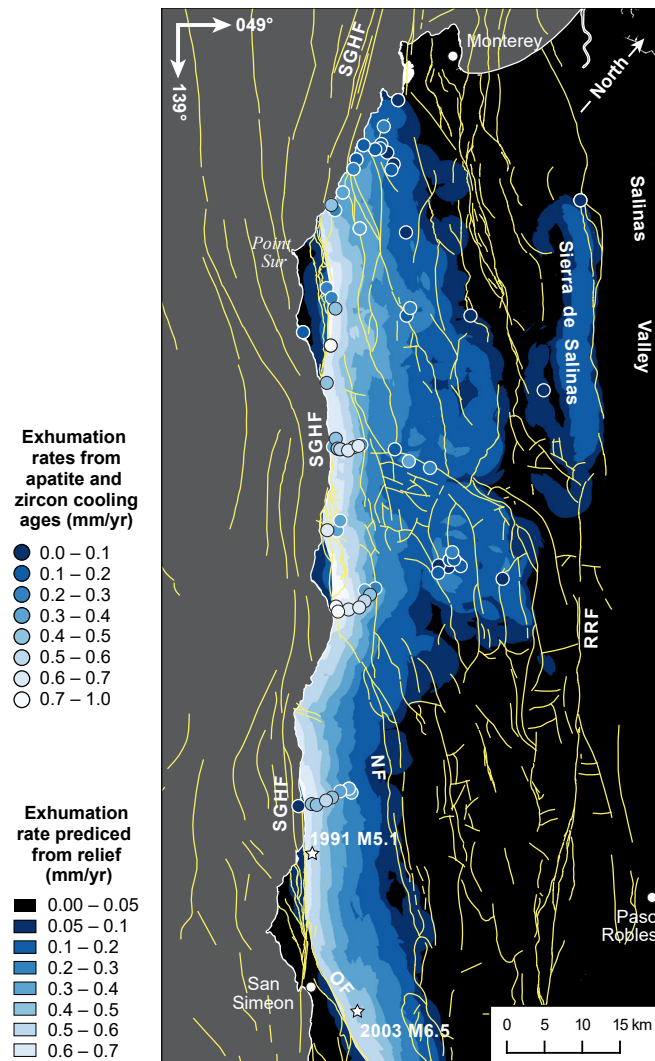 049°
139°
SGHF
Monterey
— North —
Salinas
Valley
Point
Sur
Sierra de Salinas
SGHF
Exhumation
rates from
apatite and
zircon cooling
ages (mm/yr)
0.0 – 0.1
0.1 – 0.2
0.2 – 0.3
0.3 – 0.4
0.4 – 0.5
0.5 – 0.6
0.6 – 0.7
0.7 – 1.0
RRF
NF
SGHF
1991 M5.1
Exhumation
rate prediced
from relief
(mm/yr)
0.00 – 0.05
0.05 – 0.1
0.1 – 0.2
0.2 – 0.3
0.3 – 0.4
0.4 – 0.5
0.5 – 0.6
0.6 – 0.7
Paso
Robles
San
Simeon
OF
2003 M6.5
0 5 10 15 km